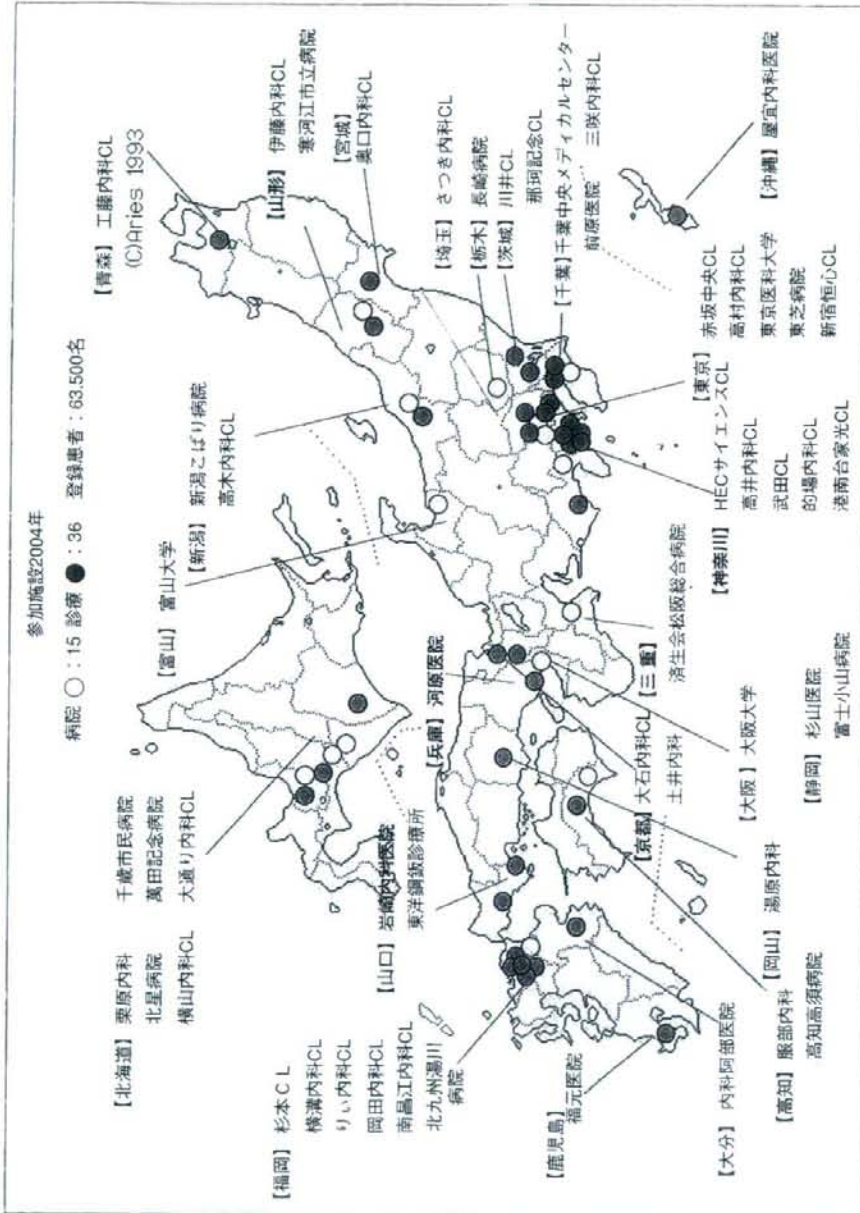 参加施設2004年
病院 ○：15 診療 ●：36 登録患者：63,500名
【北海道】 栗原内科 千歳市民病院
北星病院 萬田記念病院
横山内科CL 大通り内科CL
【青森】 工藤内科CL
(C)Aries 1993
【山形】 伊藤内科CL
寒河江市立病院
【宮城】
奥口内科CL
【富山】 富山大学
【新潟】 新潟こばり病院
高木内科CL
【埼玉】 さつき内科CL
【栃木】 長崎病院
【茨城】 川井CL
那珂記念CL
【千葉】千葉中央メディカルセンター
前原医院 三咲内科CL
【東京】 赤坂中央CL
高村内科CL
東京医科大学
東芝病院
新宿恒心CL
【沖縄】 屋宜内科医院
【神奈川】 HECサイエンスCL
高井内科CL
武田CL
的場内科CL
港南台家光CL
【福岡】 杉本CL
横溝内科CL
りぃ内科CL
岡田内科CL
南昌江内科CL
北九州湯川
病院
【山口】 岩崎内科医院
東洋鋼鈑診療所
【兵庫】 河原医院
【三重】
済生会松阪総合病院
【京都】 大石内科CL
土井内科
【大阪】 大阪大学
【静岡】 杉山医院
富士小山病院
【岡山】 湯原内科
【鹿児島】
福元医院
【大分】 内科阿部医院
【高知】 服部内科
高知高須病院